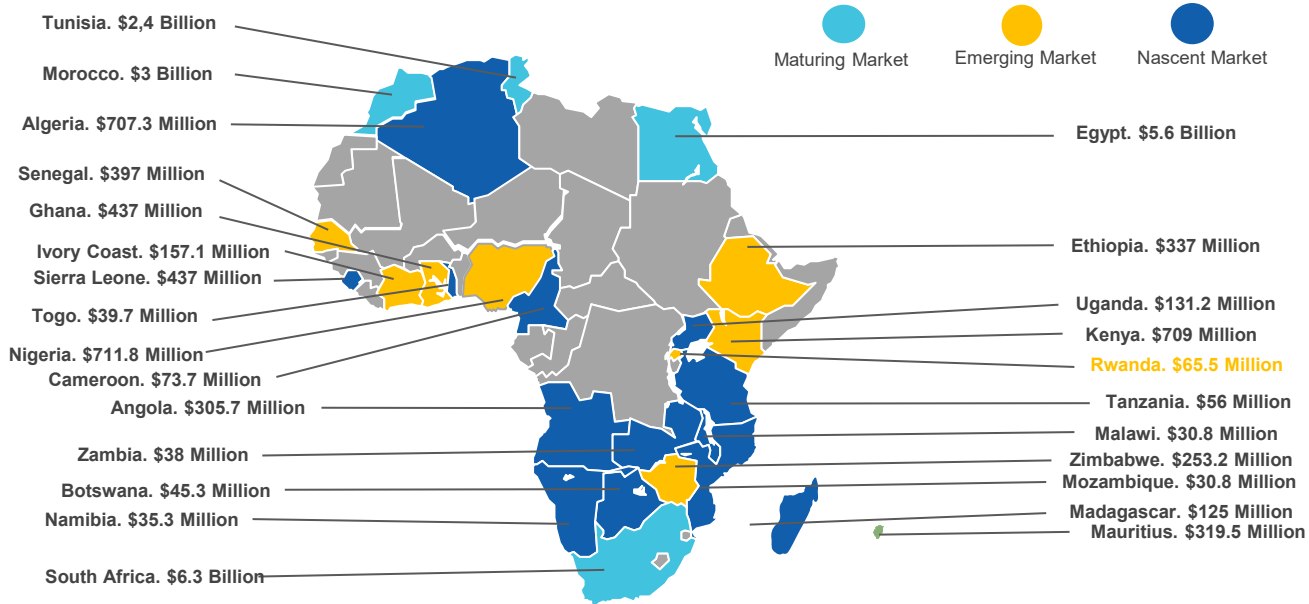 Tunisia. $2,4 Billion
Morocco. $3 Billion
Algeria. $707.3 Million
Senegal. $397 Million
Ghana. $437 Million
Ivory Coast. $157.1 Million
Sierra Leone. $437 Million
Togo. $39.7 Million
Nigeria. $711.8 Million
Cameroon. $73.7 Million
Angola. $305.7 Million
Zambia. $38 Million
Botswana. $45.3 Million
Namibia. $35.3 Million
South Africa. $6.3 Billion
Maturing Market
Emerging Market
Nascent Market
Egypt. $5.6 Billion
Ethiopia. $337 Million
Uganda. $131.2 Million
Kenya. $709 Million
Rwanda. $65.5 Million
Tanzania. $56 Million
Malawi. $30.8 Million
Zimbabwe. $253.2 Million
Mozambique. $30.8 Million
Madagascar. $125 Million
Mauritius. $319.5 Million